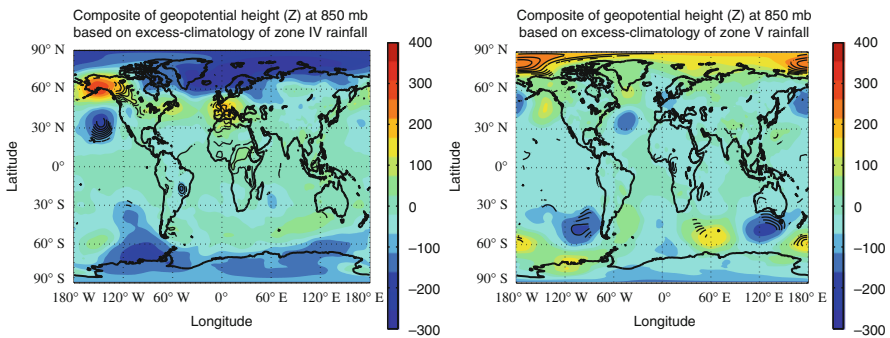 Composite of geopotential height (Z) at 850 mb
based on excess-climatology of zone IV rainfall
90° N
60° N
30° N
0°
30° S
60° S
90° S
Latitude
180° W 120° W 60° W 0° 60° E 120° E 180° E
Longitude
400
300
200
100
0
−100
−200
−300
Composite of geopotential height (Z) at 850 mb
based on excess-climatology of zone V rainfall
90° N
60° N
30° N
0°
30° S
60° S
90° S
Latitude
180° W 120° W 60° W 0° 60° E 120° E 180° E
Longitude
400
300
200
100
0
−100
−200
−300